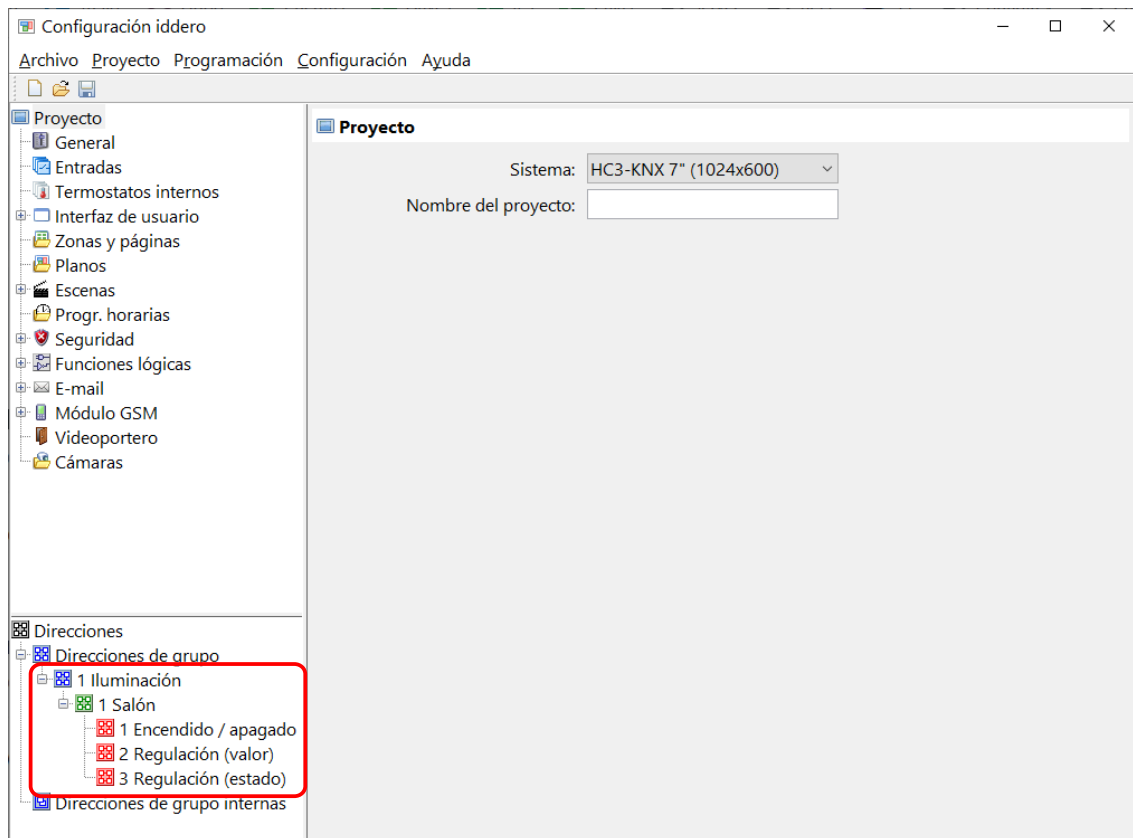 Configuración iddero
Archivo Proyecto Programación Configuración Ayuda
Proyecto
General
Entradas
Termostatos internos
Interfaz de usuario
Zonas y páginas
Planos
Escenas
Progr. horarias
Seguridad
Funciones lógicas
E-mail
Módulo GSM
Videoportero
Cámaras
Proyecto
Sistema: HC3-KNX 7" (1024x600)
Nombre del proyecto:
Direcciones
Direcciones de grupo
1 Iluminación
1 Salón
1 Encendido / apagado
2 Regulación (valor)
3 Regulación (estado)
Direcciones de grupo internas